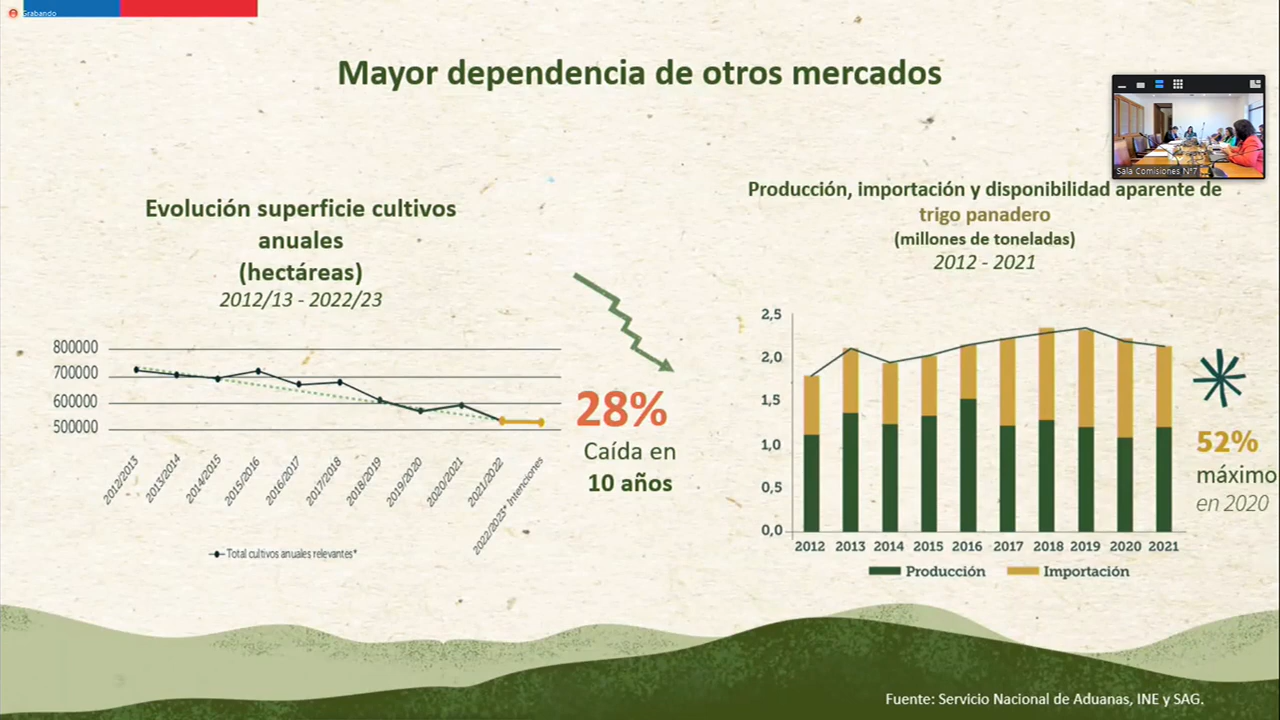 Grabando
Mayor dependencia de otros mercados
Sala Comisiones N°7
Evolución superficie cultivos
anuales
(hectáreas)
2012/13 - 2022/23
800000
700000
600000
500000
2012/2013
2013/2014
2014/2015
2015/2016
2016/2017
2017/2018
2018/2019
2019/2020
2020/2021
2021/2022
2022/2023* Intenciones
Total cultivos anuales relevantes*
28%
Caída en
10 años
Producción, importación y disponibilidad aparente de
trigo panadero
(millones de toneladas)
2012 - 2021
2,5
2,0
1,5
1,0
0,5
0,0
2012 2013 2014 2015 2016 2017 2018 2019 2020 2021
Producción Importación
52%
máximo
en 2020
Fuente: Servicio Nacional de Aduanas, INE y SAG.